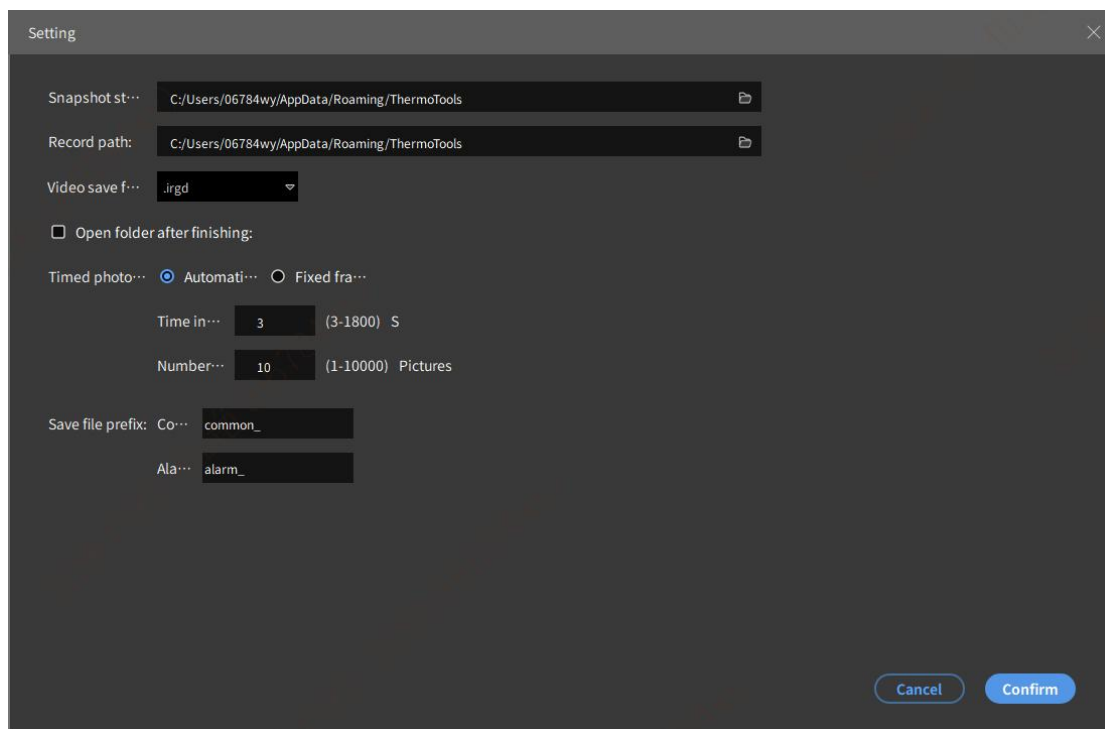 Setting
Snapshot st··· C:/Users/06784wy/AppData/Roaming/ThermoTools
Record path: C:/Users/06784wy/AppData/Roaming/ThermoTools
Video save f··· .irgd
Open folder after finishing:
Timed photo··· Automati··· Fixed fra···
Time in··· 3 (3-1800) S
Number··· 10 (1-10000) Pictures
Save file prefix: Co··· common_
Ala··· alarm_
Cancel Confirm